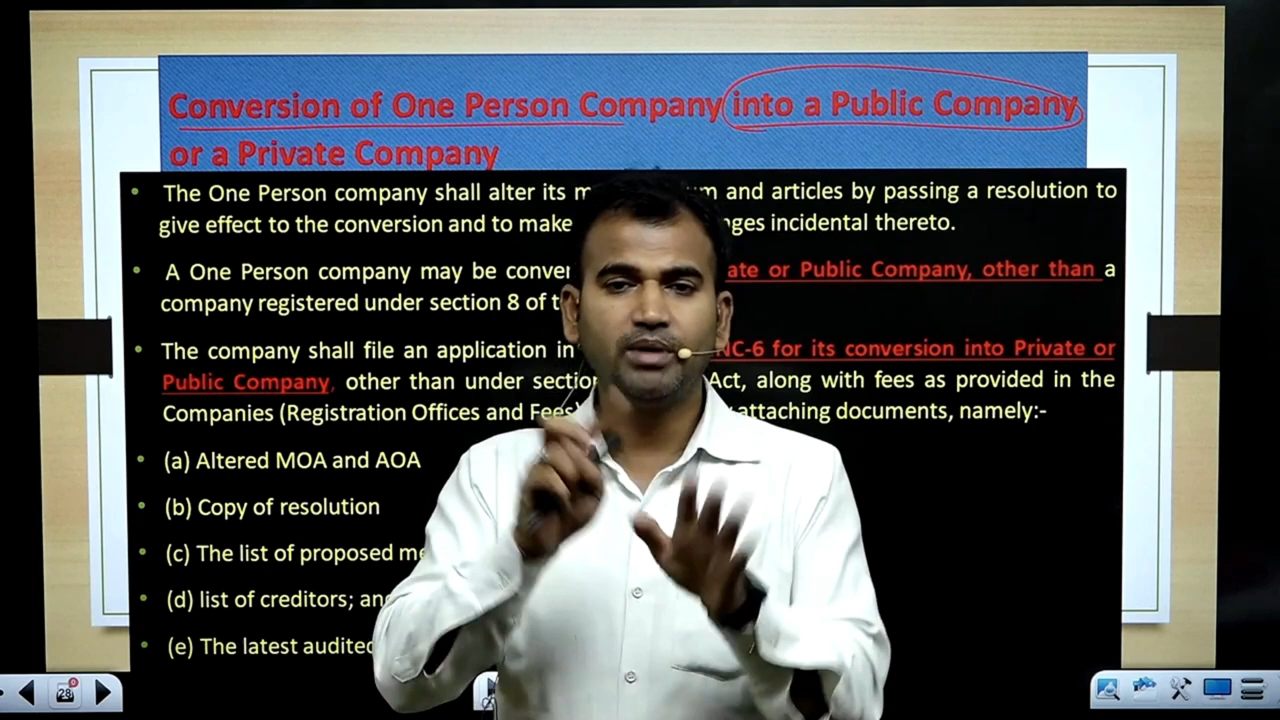 Conversion of One Person Company into a Public Company
or a Private Company
• The One Person company shall alter its m um and articles by passing a resolution to
give effect to the conversion and to make nges incidental thereto.
• A One Person company may be conver ate or Public Company, other than a
company registered under section 8 of t
• The company shall file an application in NC-6 for its conversion into Private or
Public Company, other than under section Act, along with fees as provided in the
Companies (Registration Offices and Fees) attaching documents, namely:-
• (a) Altered MOA and AOA
• (b) Copy of resolution
• (c) The list of proposed me
• (d) list of creditors; and
• (e) The latest audited
28